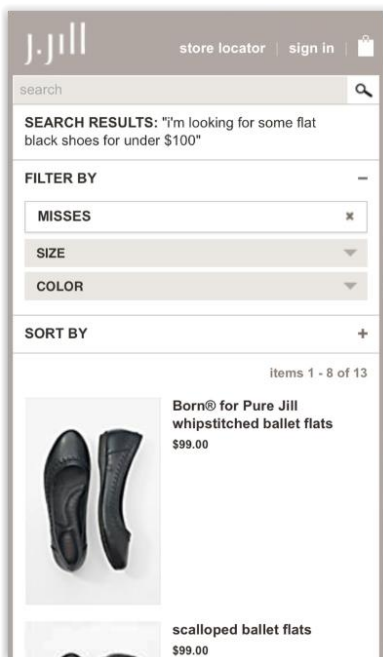 j.jill
store locator | sign in |
search
SEARCH RESULTS: "i'm looking for some flat
black shoes for under $100"
FILTER BY
MISSES
SIZE
COLOR
SORT BY
items 1 - 8 of 13
Born® for Pure Jill
whipstitched ballet flats
$99.00
scalloped ballet flats
$99.00